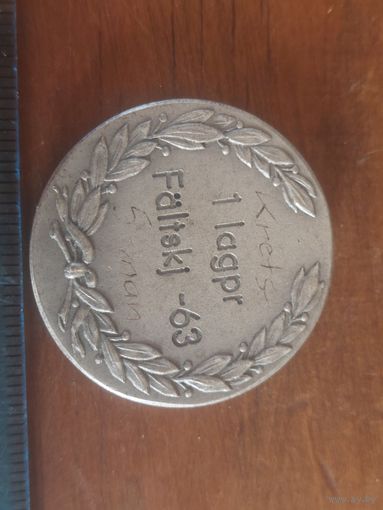 Krets
1 lagpr
Fältskj -63
4 man